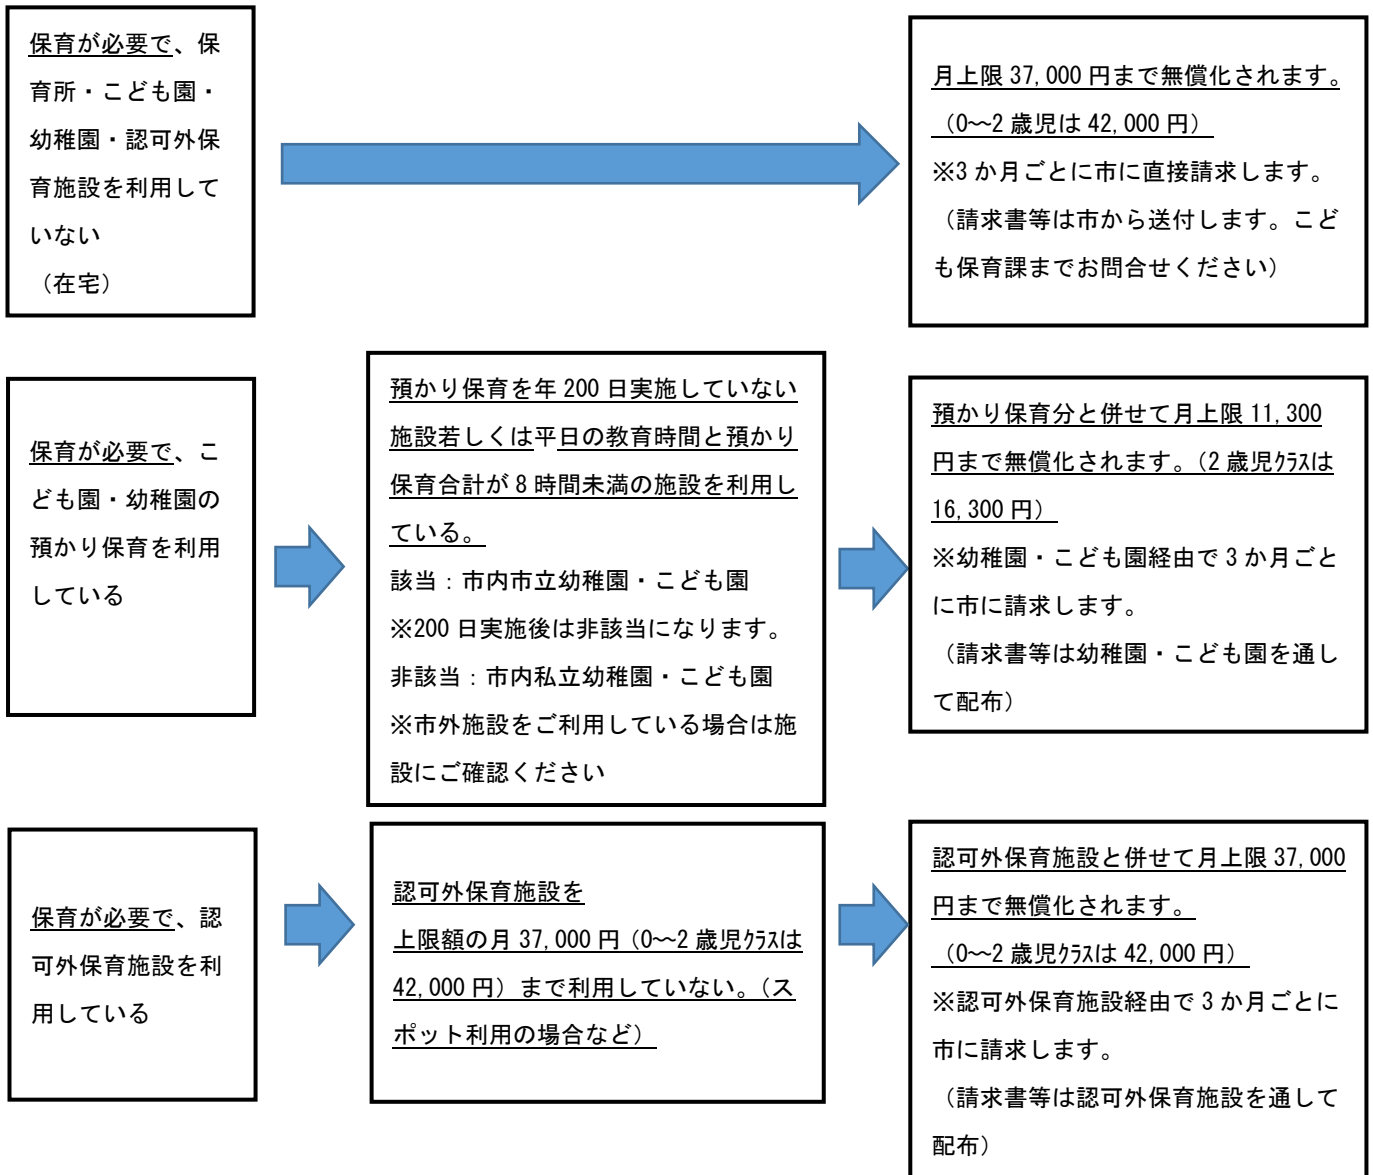 保育が必要で、保
育所・こども園・
幼稚園・認可外保
育施設を利用して
いない
（在宅）
月上限 37,000 円まで無償化されます。
（0～2 歳児は 42,000 円）
※3 か月ごとに市に直接請求します。
（請求書等は市から送付します。こど
も保育課までお問合せください）
保育が必要で、こ
ども園・幼稚園の
預かり保育を利用
している
預かり保育を年 200 日実施していない
施設若しくは平日の教育時間と預かり
保育合計が 8 時間未満の施設を利用し
ている。
該当：市内市立幼稚園・こども園
※200 日実施後は非該当になります。
非該当：市内私立幼稚園・こども園
※市外施設をご利用している場合は施
設にご確認ください
預かり保育分と併せて月上限 11,300
円まで無償化されます。（2 歳児ｸﾗｽは
16,300 円）
※幼稚園・こども園経由で 3 か月ごと
に市に請求します。
（請求書等は幼稚園・こども園を通し
て配布）
保育が必要で、認
可外保育施設を利
用している
認可外保育施設を
上限額の月 37,000 円（0～2 歳児ｸﾗｽは
42,000 円）まで利用していない。（ス
ポット利用の場合など）
認可外保育施設と併せて月上限 37,000
円まで無償化されます。
（0～2 歳児ｸﾗｽは 42,000 円）
※認可外保育施設経由で 3 か月ごとに
市に請求します。
（請求書等は認可外保育施設を通して
配布）